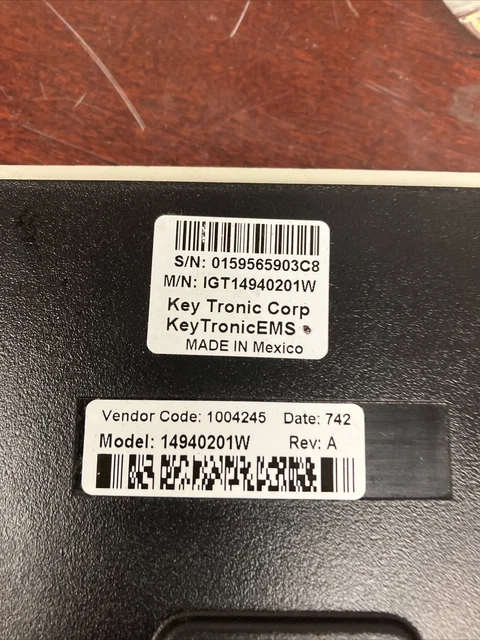 S/N: 0159565903C8
M/N: IGT14940201W
Key Tronic Corp
KeyTronicEMS
MADE IN Mexico
Vendor Code: 1004245 Date: 742
Model: 14940201W Rev: A